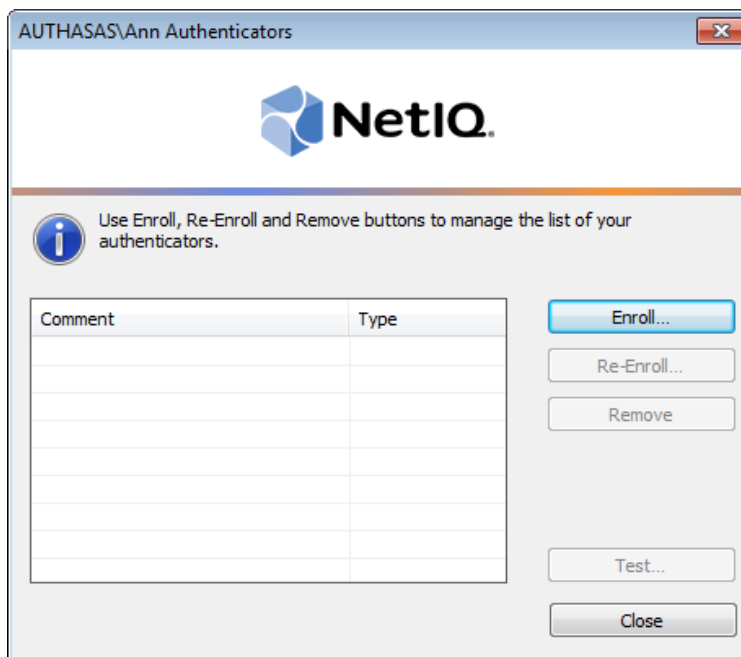 AUTHASAS\Ann Authenticators
NetIQ.
Use Enroll, Re-Enroll and Remove buttons to manage the list of your
authenticators.
Comment
Type
Enroll...
Re-Enroll...
Remove
Test...
Close